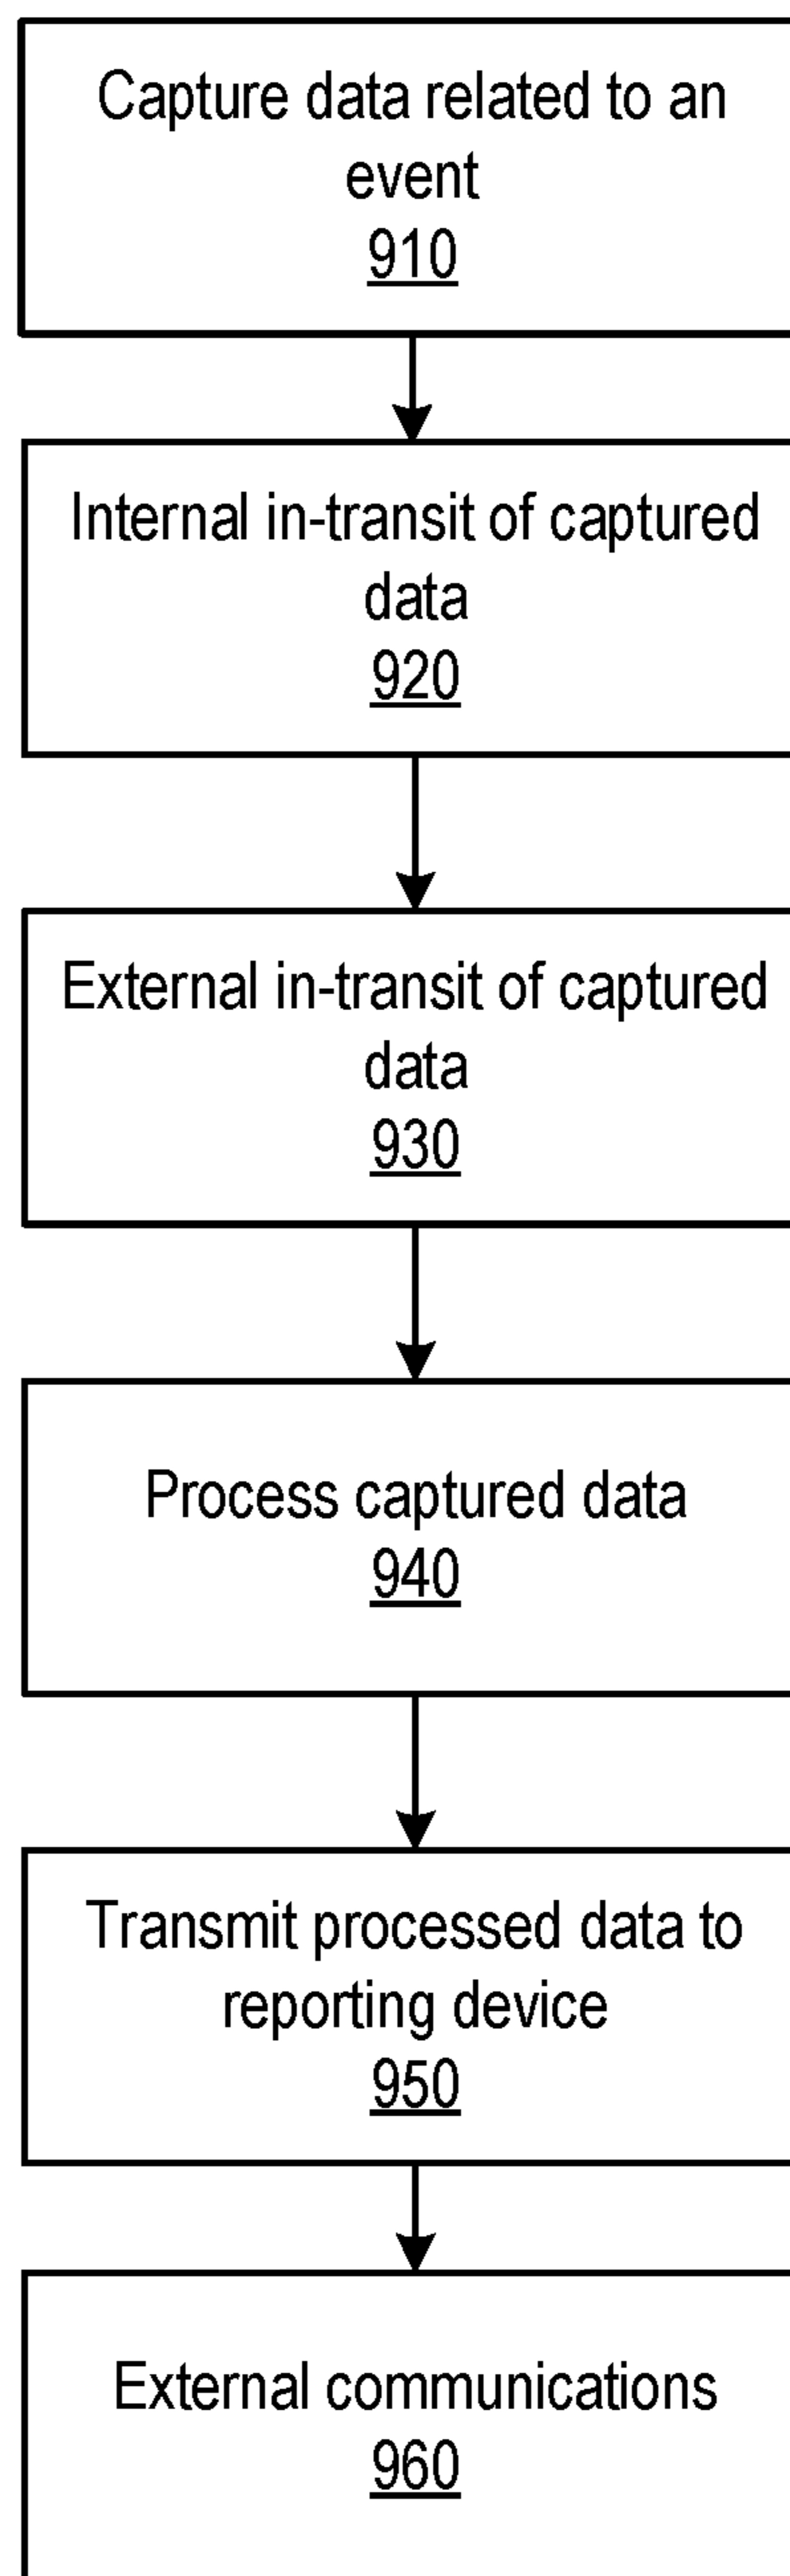 Capture data related to an
event
910
Internal in-transit of captured
data
920
External in-transit of captured
data
930
Process captured data
940
Transmit processed data to
reporting device
950
External communications
960